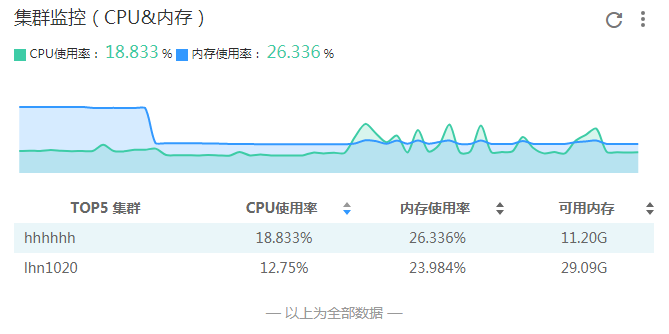 集群监控（CPU&内存）
CPU使用率： 18.833 % 内存使用率： 26.336 %
TOP5 集群 CPU使用率 内存使用率 可用内存
hhhhhh 18.833% 26.336% 11.20G
lhn1020 12.75% 23.984% 29.09G
— 以上为全部数据 —